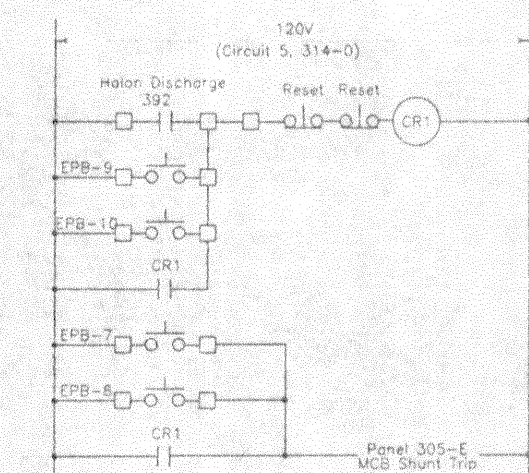 120V
(Circuit 5, 314-0)
Halon Discharge
392
Reset Reset
CR1
EPB-9
EPB-10
CR1
EPB-7
EPB-8
CR1
Panel 305-E
MCB Shunt Trip